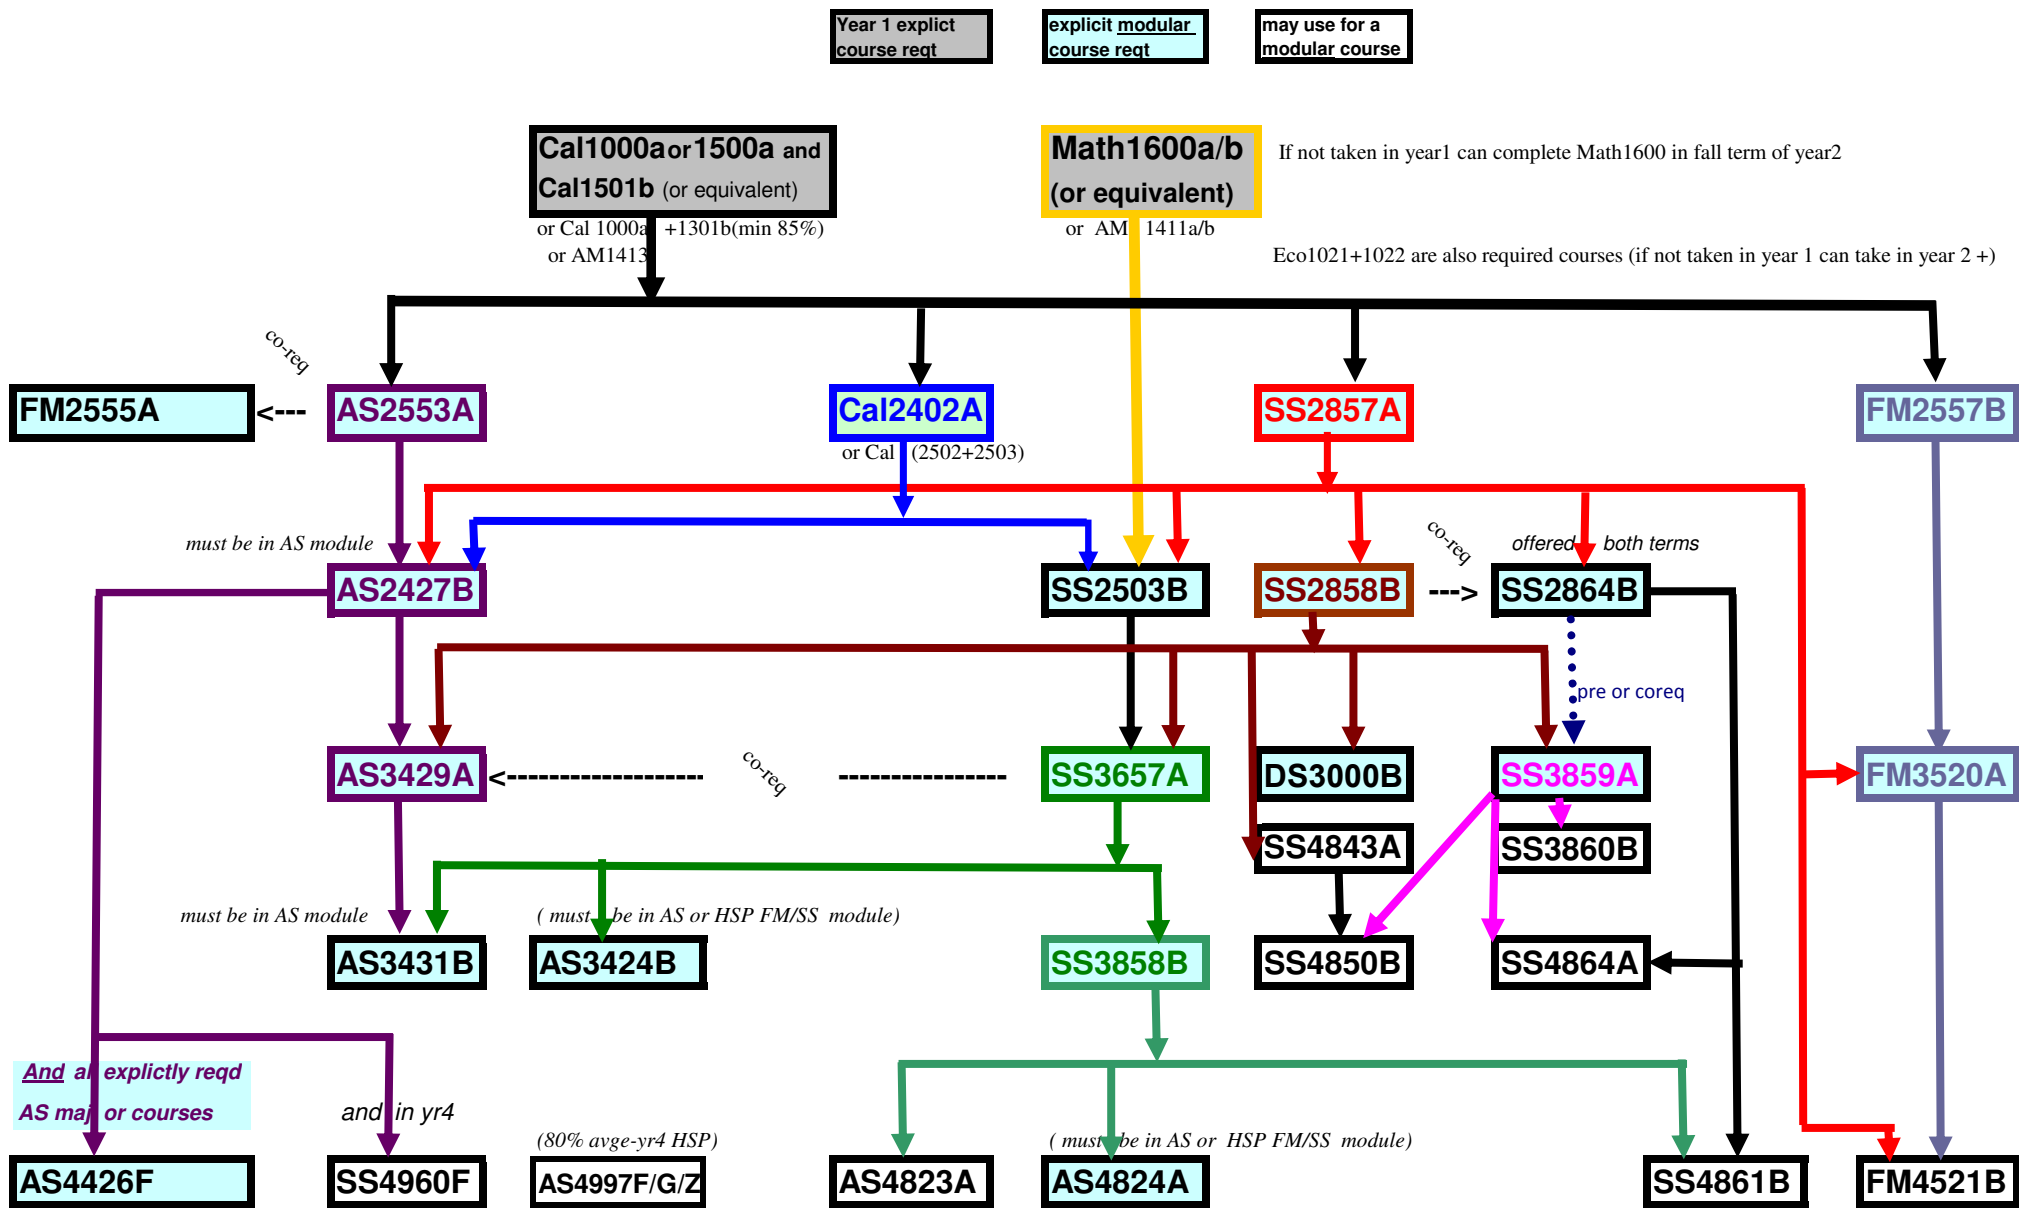 Year 1 explict
course reqt
explicit modular
course reqt
may use for a
modular course
Cal1000a or 1500a and
Cal1501b (or equivalent)
or Cal 1000a +1301b(min 85%)
or AM1413
Math1600a/b
(or equivalent)
or AM 1411a/b
If not taken in year1 can complete Math1600 in fall term of year2
Eco1021+1022 are also required courses (if not taken in year 1 can take in year 2 +)
co-req
FM2555A
<---
AS2553A
Cal2402A
or Cal (2502+2503)
SS2857A
FM2557B
must be in AS module
co-req
offered both terms
AS2427B
SS2503B
SS2858B
--->
SS2864B
pre or coreq
AS3429A
<------------------
co-req
---------------
SS3657A
DS3000B
SS3859A
FM3520A
SS4843A
SS3860B
must be in AS module
( must be in AS or HSP FM/SS module)
AS3431B
AS3424B
SS3858B
SS4850B
SS4864A
And al explictly reqd
AS maj or courses
and in yr4
(80% avge-yr4 HSP)
( must be in AS or HSP FM/SS module)
AS4426F
SS4960F
AS4997F/G/Z
AS4823A
AS4824A
SS4861B
FM4521B